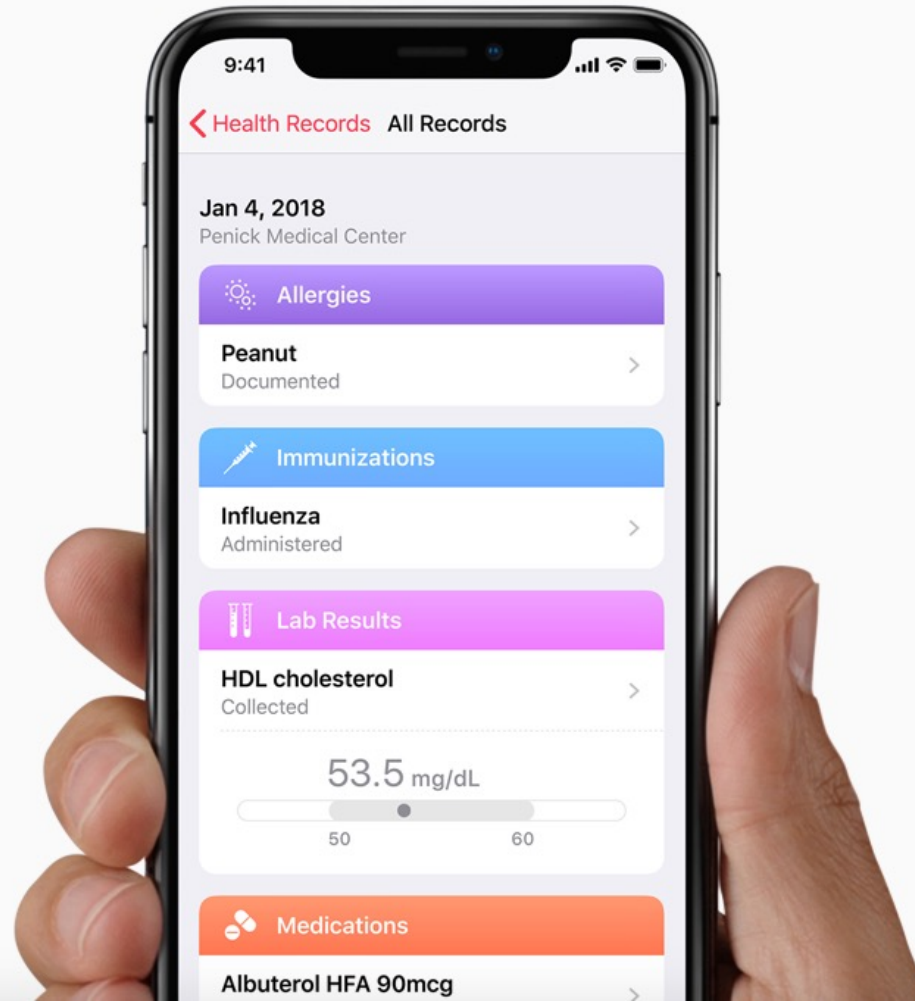 9:41
Health Records All Records
Jan 4, 2018
Penick Medical Center
Allergies
Peanut
Documented
Immunizations
Influenza
Administered
Lab Results
HDL cholesterol
Collected
53.5 mg/dL
50 60
Medications
Albuterol HFA 90mcg